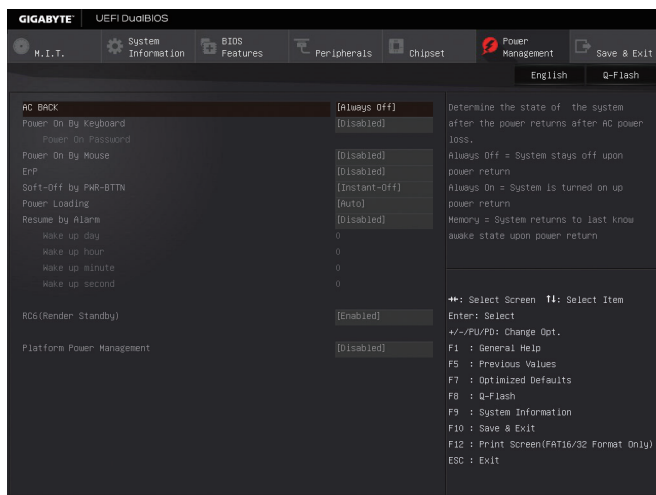 GIGABYTE™ UEFI DualBIOS
M.I.T.
System Information
BIOS Features
Peripherals
Chipset
Power Management
Save & Exit
English
Q-Flash
AC BACK [Always Off]
Power On By Keyboard [Disabled]
Power On Password
Power On By Mouse [Disabled]
ErP [Disabled]
Soft-Off by PWR-BTTN [Instant-Off]
Power Loading [Auto]
Resume by Alarm [Disabled]
Wake up day 0
Wake up hour 0
Wake up minute 0
Wake up second 0
RC6(Render Standby) [Enabled]
Platform Power Management [Disabled]
Determine the state of the system
after the power returns after AC power
loss.
Always Off = System stays off upon
power return
Always On = System is turned on up
power return
Memory = System returns to last know
awake state upon power return
→←: Select Screen ↑↓: Select Item
Enter: Select
+/-/PU/PD: Change Opt.
F1 : General Help
F5 : Previous Values
F7 : Optimized Defaults
F8 : Q-Flash
F9 : System Information
F10 : Save & Exit
F12 : Print Screen(FAT16/32 Format Only)
ESC : Exit